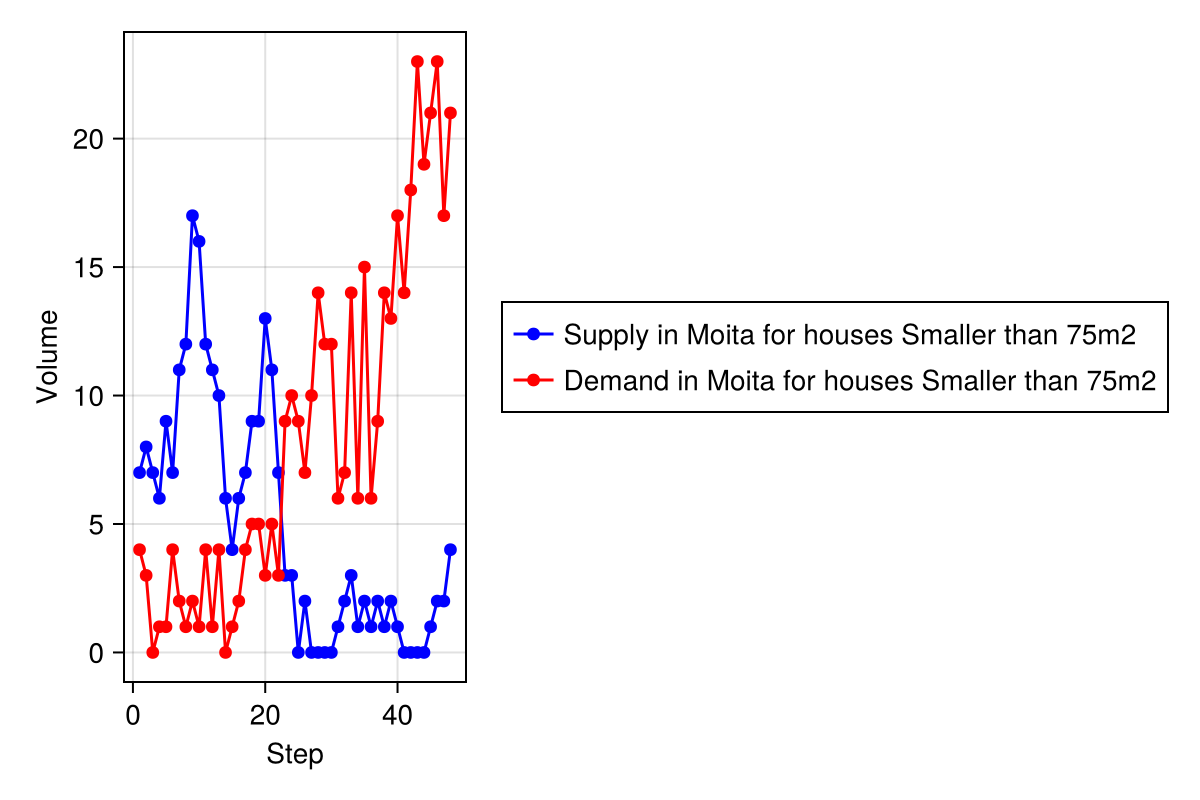 20
15
10
5
0
Volume
0 20 40
Step
Supply in Moita for houses Smaller than 75m2
Demand in Moita for houses Smaller than 75m2